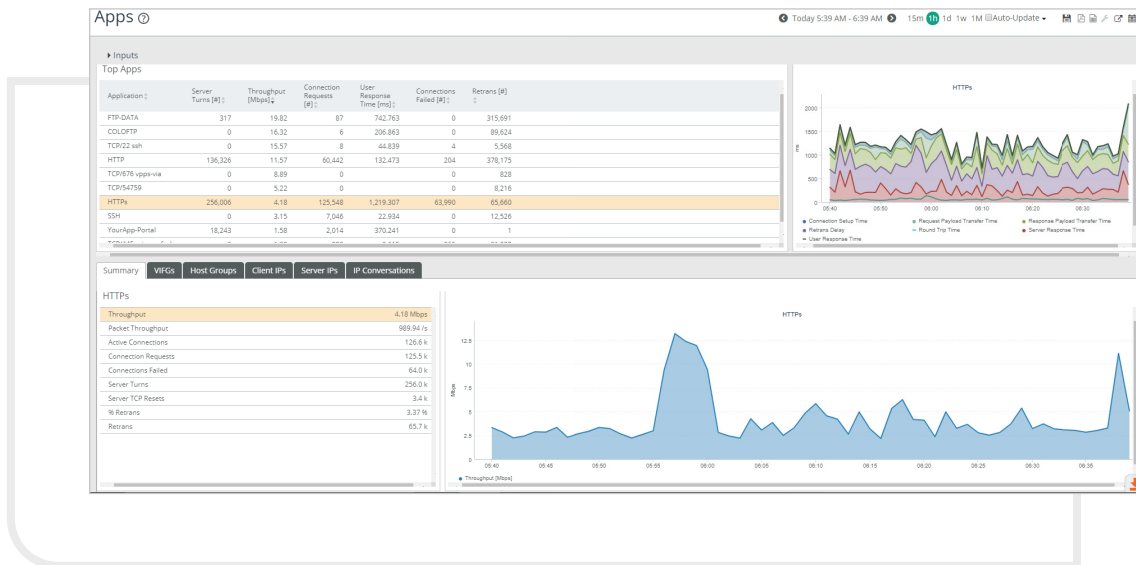 Apps ?
Today 5:39 AM - 6:39 AM 15m 1h 1d 1w 1M Auto-Update
Inputs
Top Apps
Application Server Turns [#] Throughput [Mbps] Connection Requests [#] User Response Time [ms] Connections Failed [#] Retrans [#]
FTP-DATA 317 19.82 87 742.763 0 315,691
COLOFTP 0 16.32 6 206.863 0 89,624
TCP/22 ssh 0 15.57 8 44.839 4 5,568
HTTP 136,326 11.57 60,442 132.473 204 378,175
TCP/676 vpps-via 0 8.89 0 0 828
TCP/54759 0 5.22 0 0 8,216
HTTPs 256,006 4.18 125,548 1,219.307 63,990 65,660
SSH 0 3.15 7,046 22.934 0 12,526
YourApp-Portal 18,243 1.58 2,014 370.241 0 1
HTTPs
2000
1500
1000
500
0
ms
05:40 05:50 06:00 06:10 06:20 06:30
Connection Setup Time Request Payload Transfer Time Response Payload Transfer Time
Retrans Delay Round Trip Time Server Response Time
User Response Time
Summary VIFGs Host Groups Client IPs Server IPs IP Conversations
HTTPs
Throughput 4.18 Mbps
Packet Throughput 989.94 /s
Active Connections 126.6 k
Connection Requests 125.5 k
Connections Failed 64.0 k
Server Turns 256.0 k
Server TCP Resets 3.4 k
% Retrans 3.37 %
Retrans 65.7 k
HTTPs
12.5
10
7.5
5
2.5
0
Mbps
05:40 05:45 05:50 05:55 06:00 06:05 06:10 06:15 06:20 06:25 06:30 06:35
Throughput [Mbps]